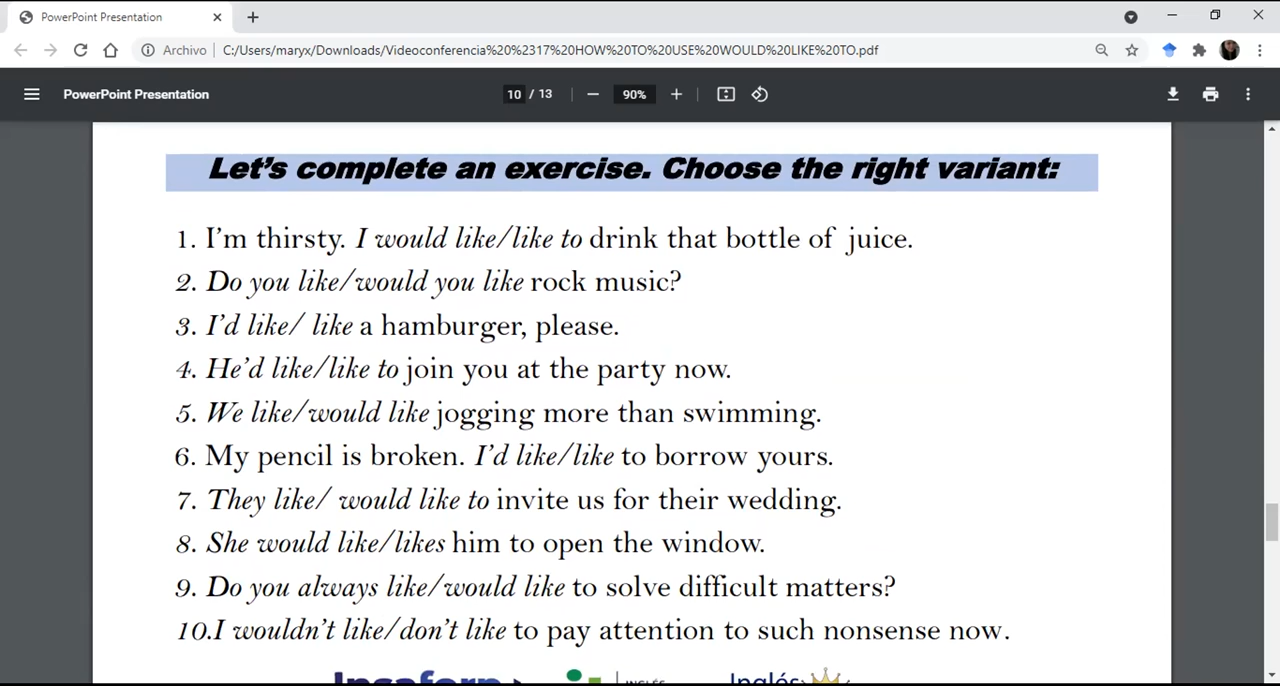 PowerPoint Presentation
Archivo C:/Users/maryx/Downloads/Videoconferencia%20%2317%20HOW%20TO%20USE%20WOULD%20LIKE%20TO.pdf
PowerPoint Presentation 10 / 13 90%
Let's complete an exercise. Choose the right variant:
1. I'm thirsty. I would like/like to drink that bottle of juice.
2. Do you like/would you like rock music?
3. I'd like/ like a hamburger, please.
4. He'd like/like to join you at the party now.
5. We like/would like jogging more than swimming.
6. My pencil is broken. I'd like/like to borrow yours.
7. They like/ would like to invite us for their wedding.
8. She would like/likes him to open the window.
9. Do you always like/would like to solve difficult matters?
10.I wouldn't like/don't like to pay attention to such nonsense now.
Insaforp INGLÉS Inglés